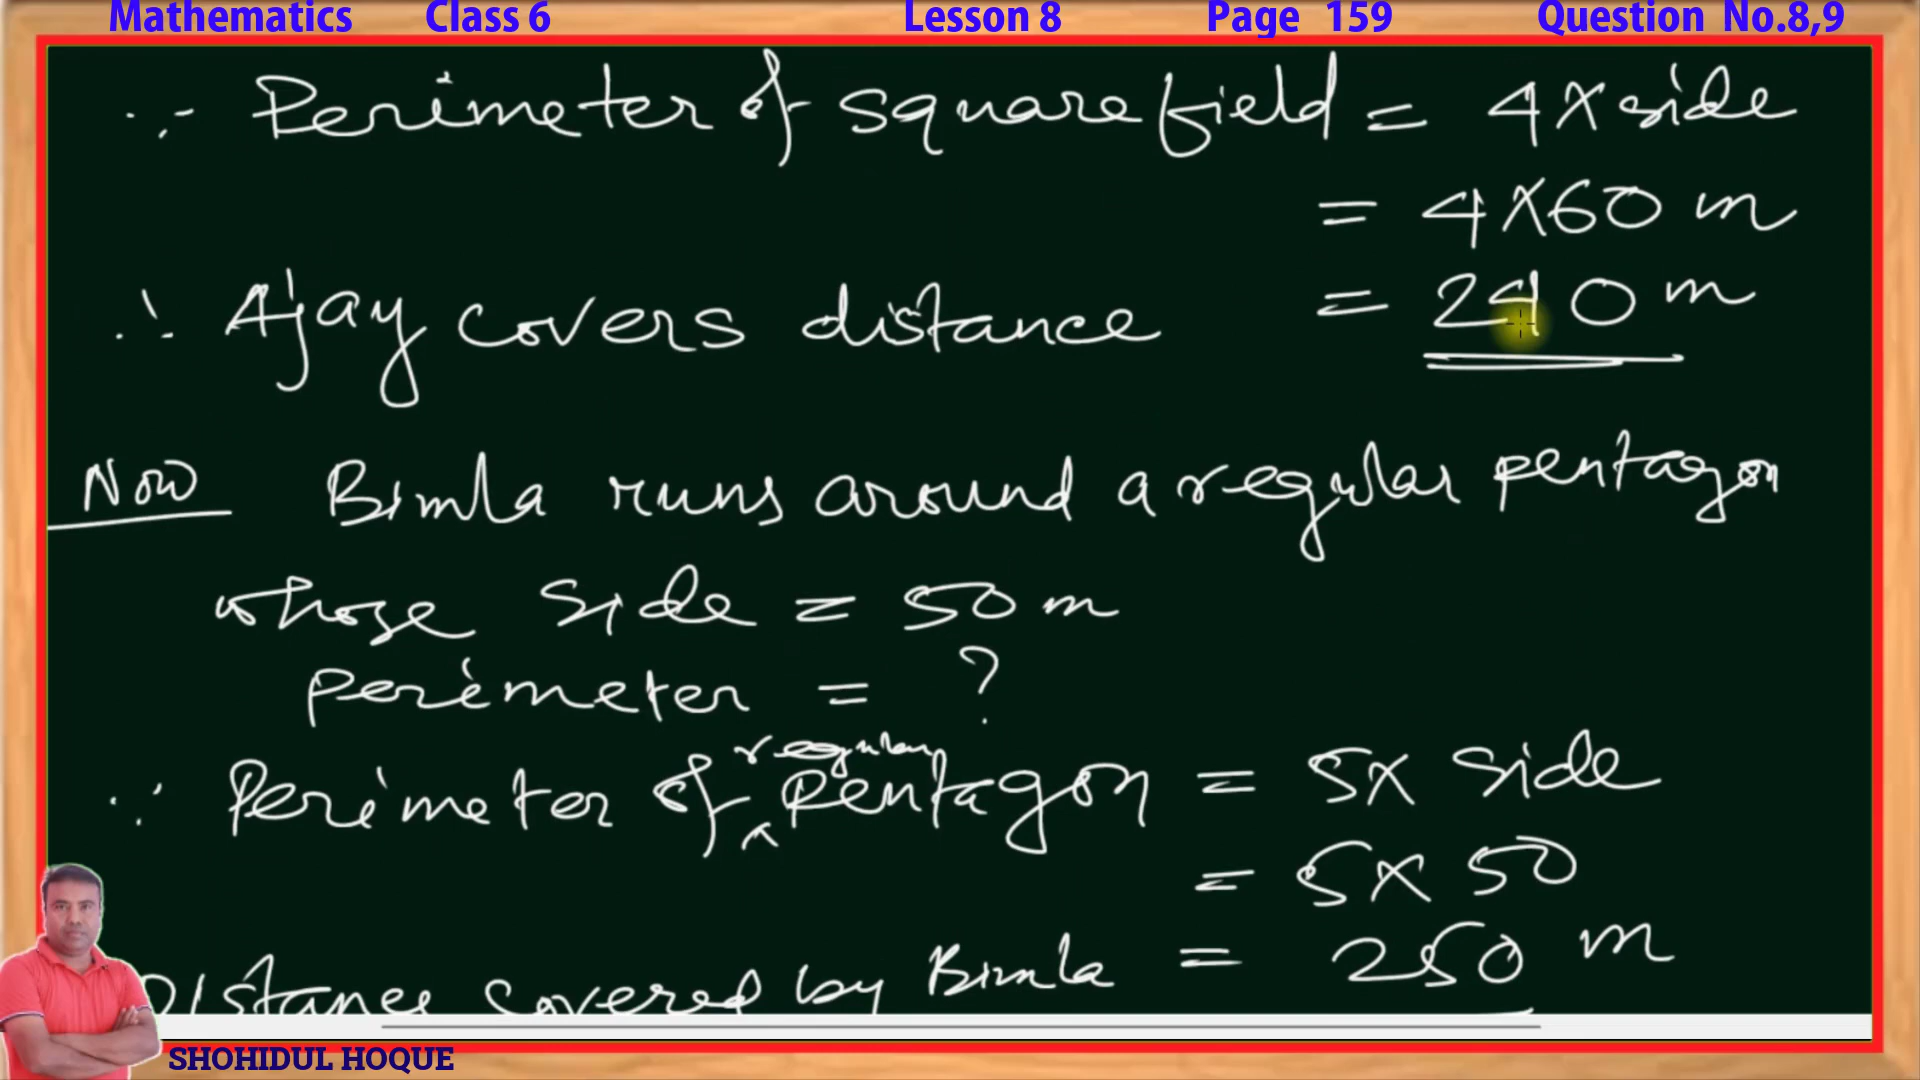 Mathematics Class 6 Lesson 8 Page 159 Question No.8,9
∵ Perimeter of square field = 4 x side
= 4 x 60 m
∴ Ajay covers distance = 240 m
Now Bimla runs around a regular pentagon
whose side = 50 m
perimeter = ?
∵ Perimeter of regular pentagon = 5 x side
= 5 x 50
Distance covered by Bimla = 250 m
SHOHIDUL HOQUE